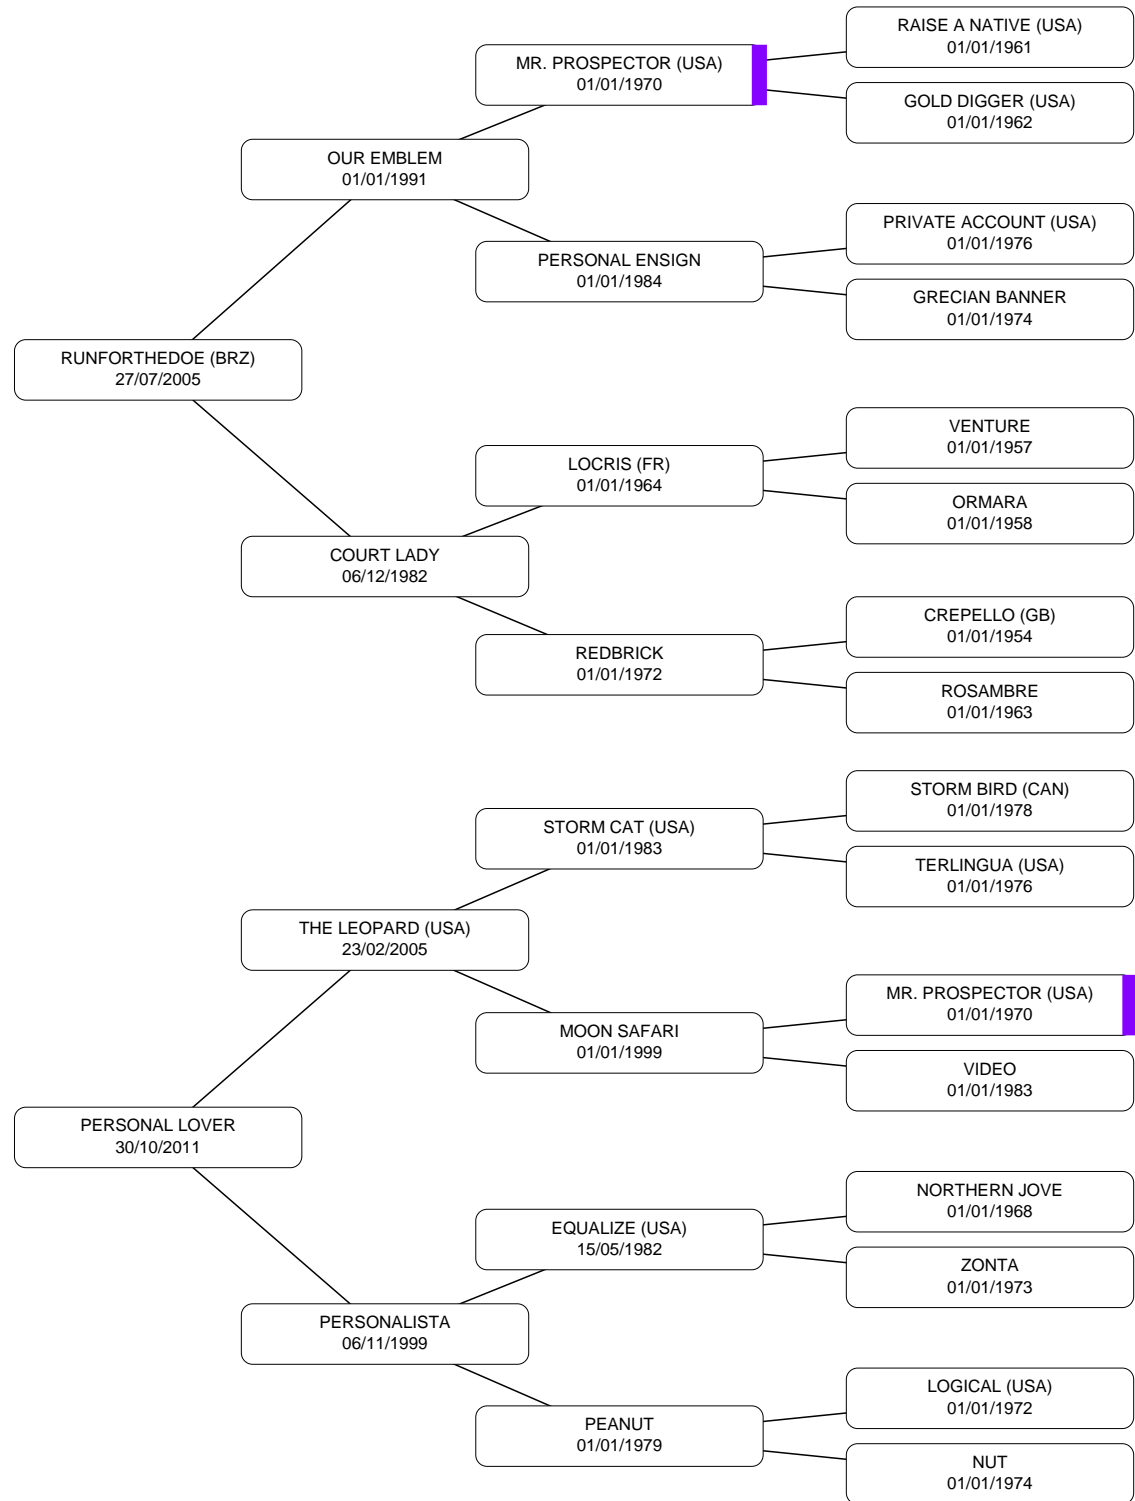 RAISE A NATIVE (USA)
01/01/1961
MR. PROSPECTOR (USA)
01/01/1970
GOLD DIGGER (USA)
01/01/1962
OUR EMBLEM
01/01/1991
PRIVATE ACCOUNT (USA)
01/01/1976
PERSONAL ENSIGN
01/01/1984
GRECIAN BANNER
01/01/1974
RUNFORTHEDOE (BRZ)
27/07/2005
VENTURE
01/01/1957
LOCRIS (FR)
01/01/1964
ORMARA
01/01/1958
COURT LADY
06/12/1982
CREPELLO (GB)
01/01/1954
REDBRICK
01/01/1972
ROSAMBRE
01/01/1963
STORM BIRD (CAN)
01/01/1978
STORM CAT (USA)
01/01/1983
TERLINGUA (USA)
01/01/1976
THE LEOPARD (USA)
23/02/2005
MR. PROSPECTOR (USA)
01/01/1970
MOON SAFARI
01/01/1999
VIDEO
01/01/1983
PERSONAL LOVER
30/10/2011
NORTHERN JOVE
01/01/1968
EQUALIZE (USA)
15/05/1982
ZONTA
01/01/1973
PERSONALISTA
06/11/1999
LOGICAL (USA)
01/01/1972
PEANUT
01/01/1979
NUT
01/01/1974